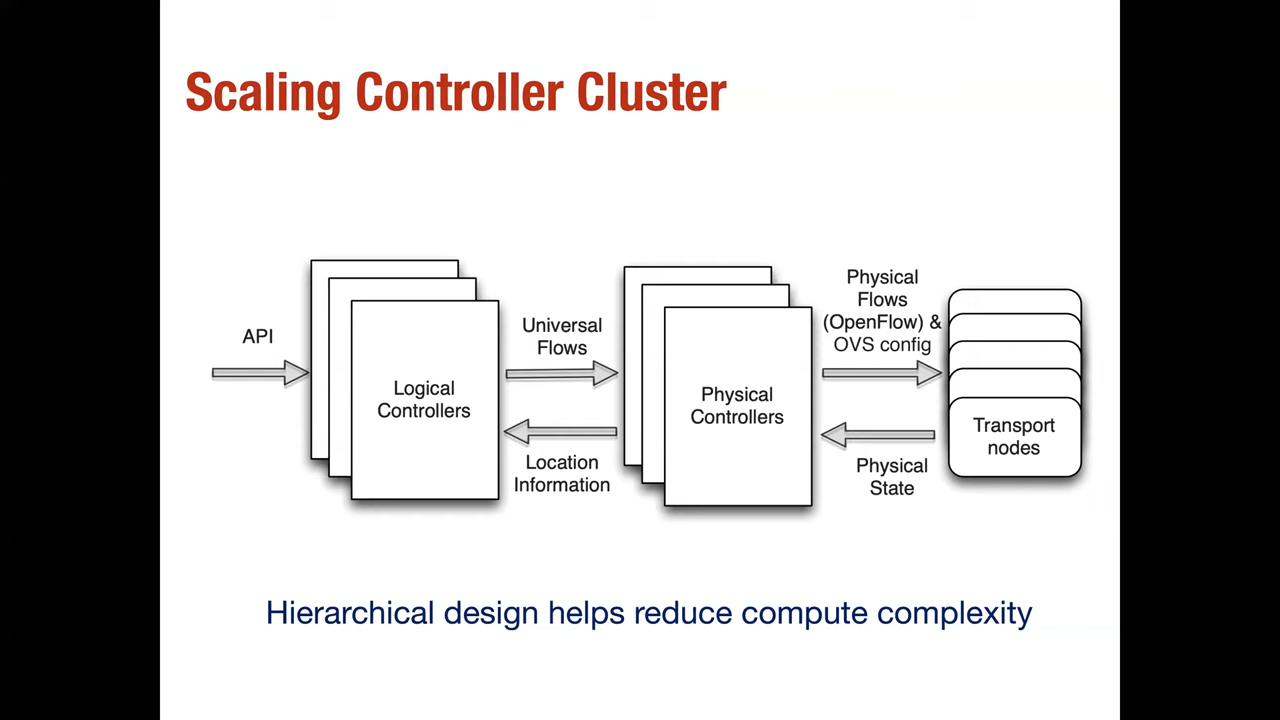 Scaling Controller Cluster
API
Logical
Controllers
Universal
Flows
Location
Information
Physical
Controllers
Physical
Flows
(OpenFlow) &
OVS config
Physical
State
Transport
nodes
Hierarchical design helps reduce compute complexity